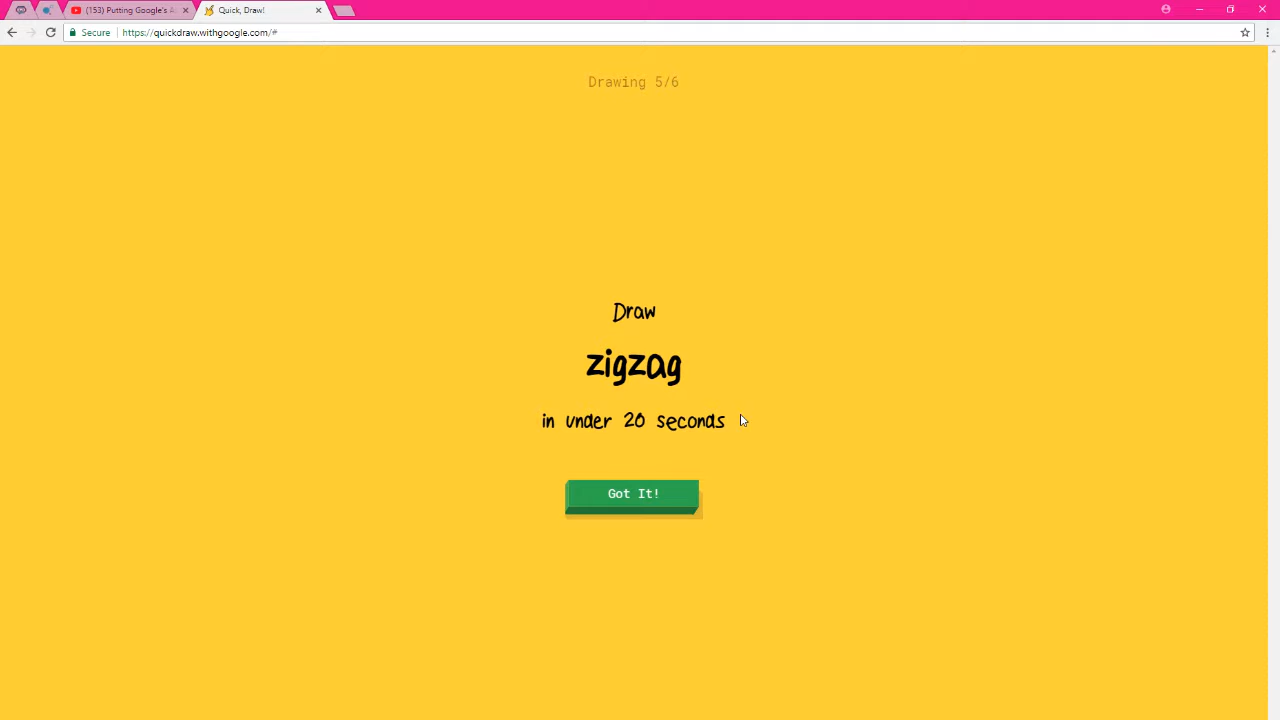 (153) Putting Google's A
Quick, Draw!
Secure
https://quickdraw.withgoogle.com/#
Drawing 5/6
Draw
zigzag
in under 20 seconds
Got It!